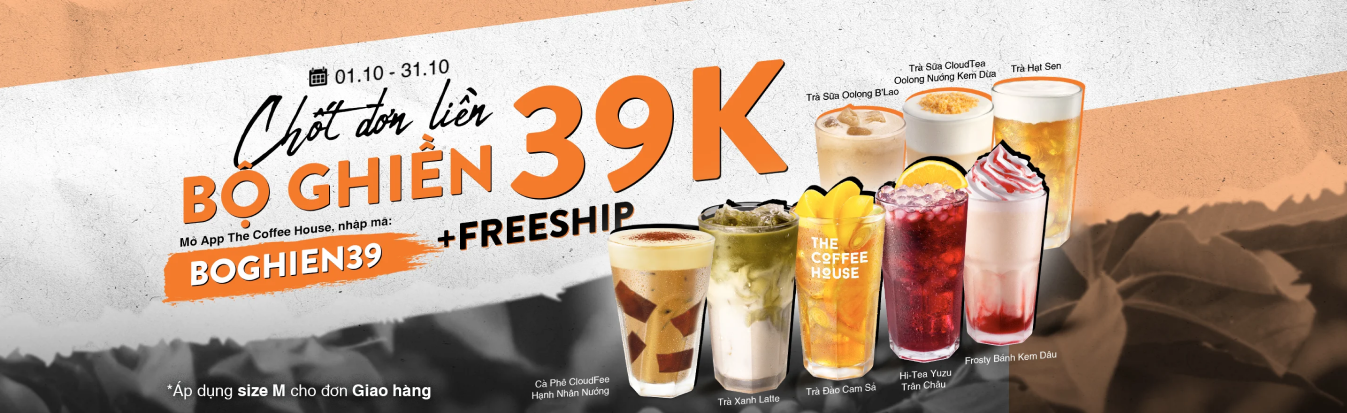 01.10 - 31.10
Chốt đơn liền
BỘ GHIỀN
39K
Mở App The Coffee House, nhập mã:
BOGHIEN39
+FREESHIP
Trà Sữa Oolong B'Lao
Trà Sữa CloudTea
Oolong Nướng Kem Dừa
Trà Hạt Sen
THE
COFFEE
HOUSE
Cà Phê CloudFee
Hạnh Nhân Nướng
Trà Xanh Latte
Trà Đào Cam Sả
Hi-Tea Yuzu
Trân Châu
Frosty Bánh Kem Dâu
*Áp dụng size M cho đơn Giao hàng